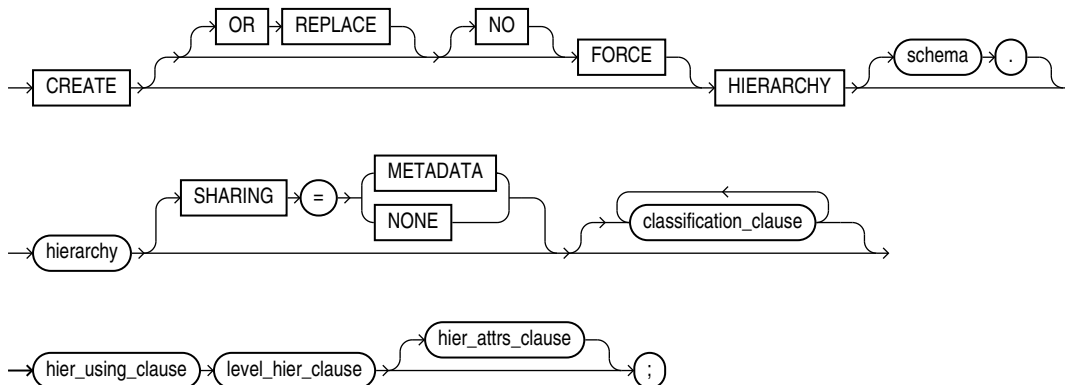 OR REPLACE NO
FORCE
CREATE HIERARCHY schema .
METADATA
SHARING = NONE
classification_clause
hierarchy
hier_attrs_clause
hier_using_clause level_hier_clause ;